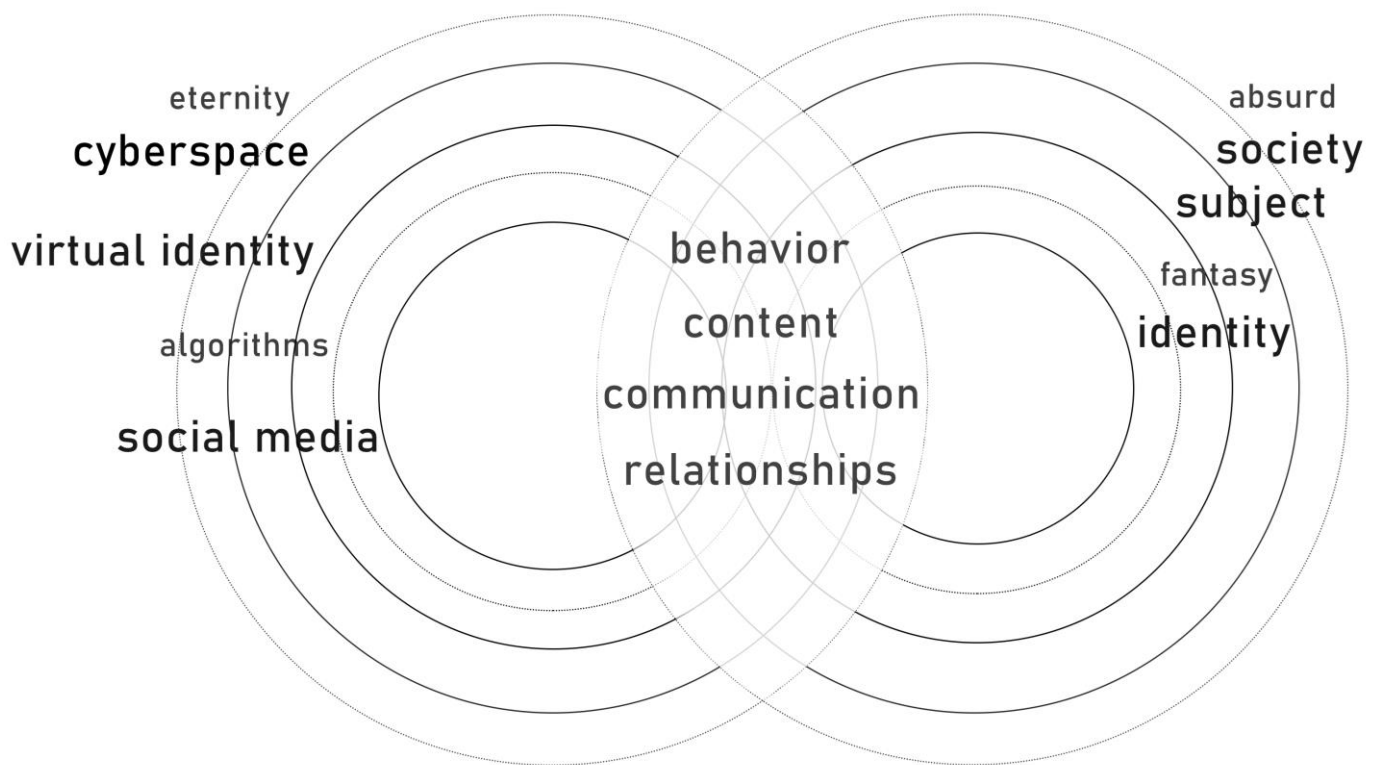 eternity
cyberspace
virtual identity
algorithms
social media
behavior
content
communication
relationships
absurd
society
subject
fantasy
identity